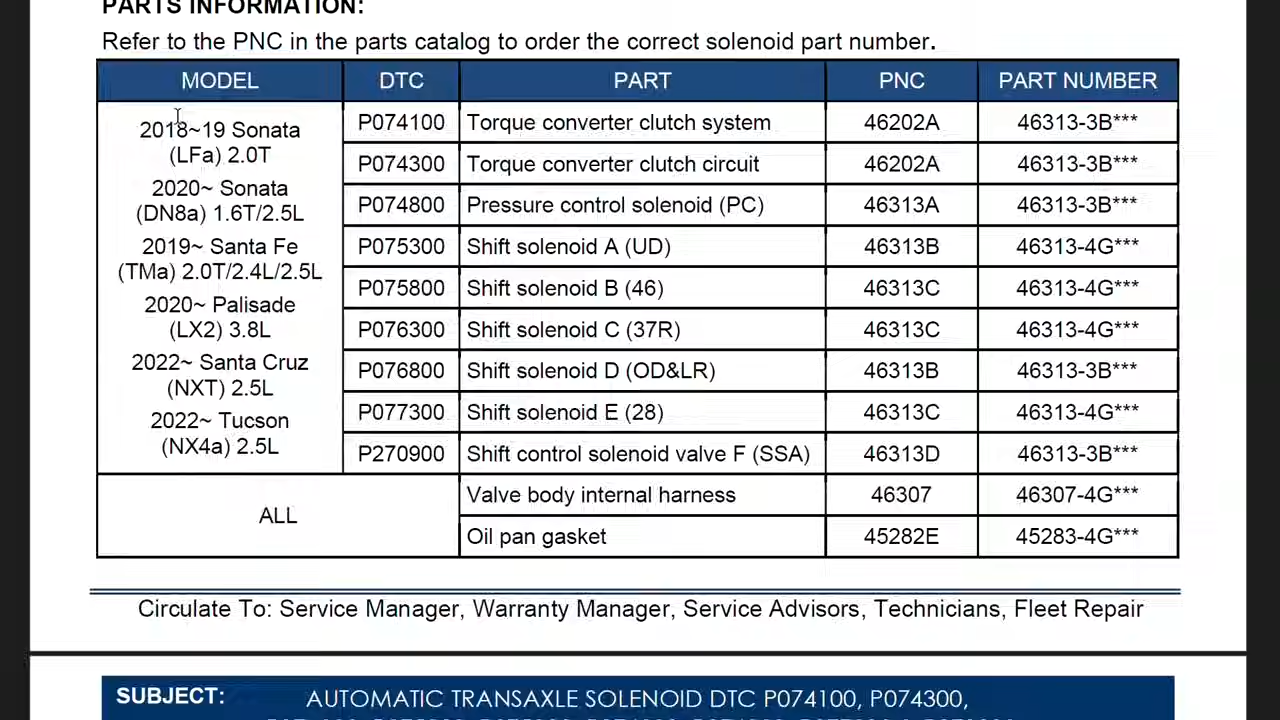 PARTS INFORMATION:
Refer to the PNC in the parts catalog to order the correct solenoid part number.
MODEL DTC PART PNC PART NUMBER
2018~19 Sonata
(LFa) 2.0T
2020~ Sonata
(DN8a) 1.6T/2.5L
2019~ Santa Fe
(TMa) 2.0T/2.4L/2.5L
2020~ Palisade
(LX2) 3.8L
2022~ Santa Cruz
(NXT) 2.5L
2022~ Tucson
(NX4a) 2.5L
P074100 Torque converter clutch system 46202A 46313-3B***
P074300 Torque converter clutch circuit 46202A 46313-3B***
P074800 Pressure control solenoid (PC) 46313A 46313-3B***
P075300 Shift solenoid A (UD) 46313B 46313-4G***
P075800 Shift solenoid B (46) 46313C 46313-4G***
P076300 Shift solenoid C (37R) 46313C 46313-4G***
P076800 Shift solenoid D (OD&LR) 46313B 46313-3B***
P077300 Shift solenoid E (28) 46313C 46313-4G***
P270900 Shift control solenoid valve F (SSA) 46313D 46313-3B***
ALL
Valve body internal harness 46307 46307-4G***
Oil pan gasket 45282E 45283-4G***
Circulate To: Service Manager, Warranty Manager, Service Advisors, Technicians, Fleet Repair
SUBJECT: AUTOMATIC TRANSAXLE SOLENOID DTC P074100, P074300,